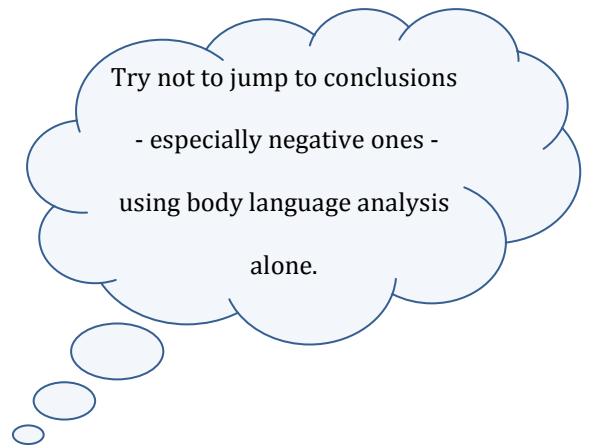 Try not to jump to conclusions
- especially negative ones -
using body language analysis
alone.